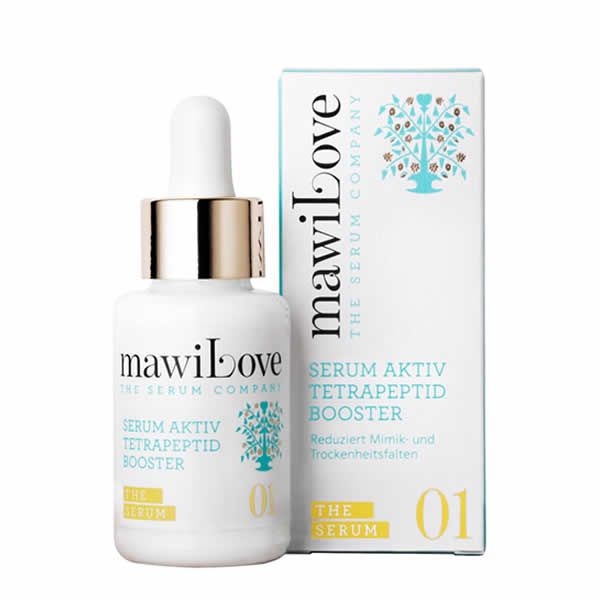 mawiLove
THE SERUM COMPANY
SERUM AKTIV
TETRAPEPTID
BOOSTER
THE
SERUM
01
mawiLove
THE SERUM COMPANY
SERUM AKTIV
TETRAPEPTID
BOOSTER
Reduziert Mimik- und
Trockenheitsfalten
THE
SERUM
01